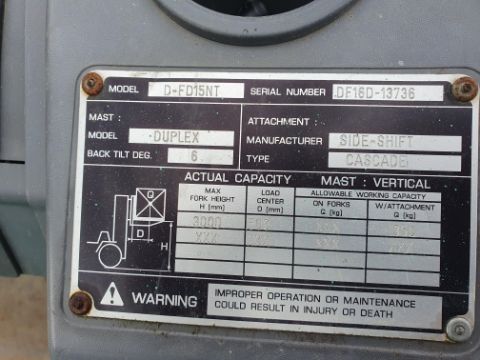 MODEL D-FD15NT SERIAL NUMBER DF16D-13736
MAST : ATTACHMENT :
MODEL DUPLEX MANUFACTURER SIDE-SHIFT
BACK TILT DEG. 6 TYPE CASCADE
ACTUAL CAPACITY MAST : VERTICAL
MAX FORK HEIGHT H [mm] LOAD CENTER D [mm] ALLOWABLE WORKING CAPACITY
ON FORKS Q [kg] W/ATTACHMENT Q [kg]
3000
Q
D
H
WARNING
IMPROPER OPERATION OR MAINTENANCE
COULD RESULT IN INJURY OR DEATH